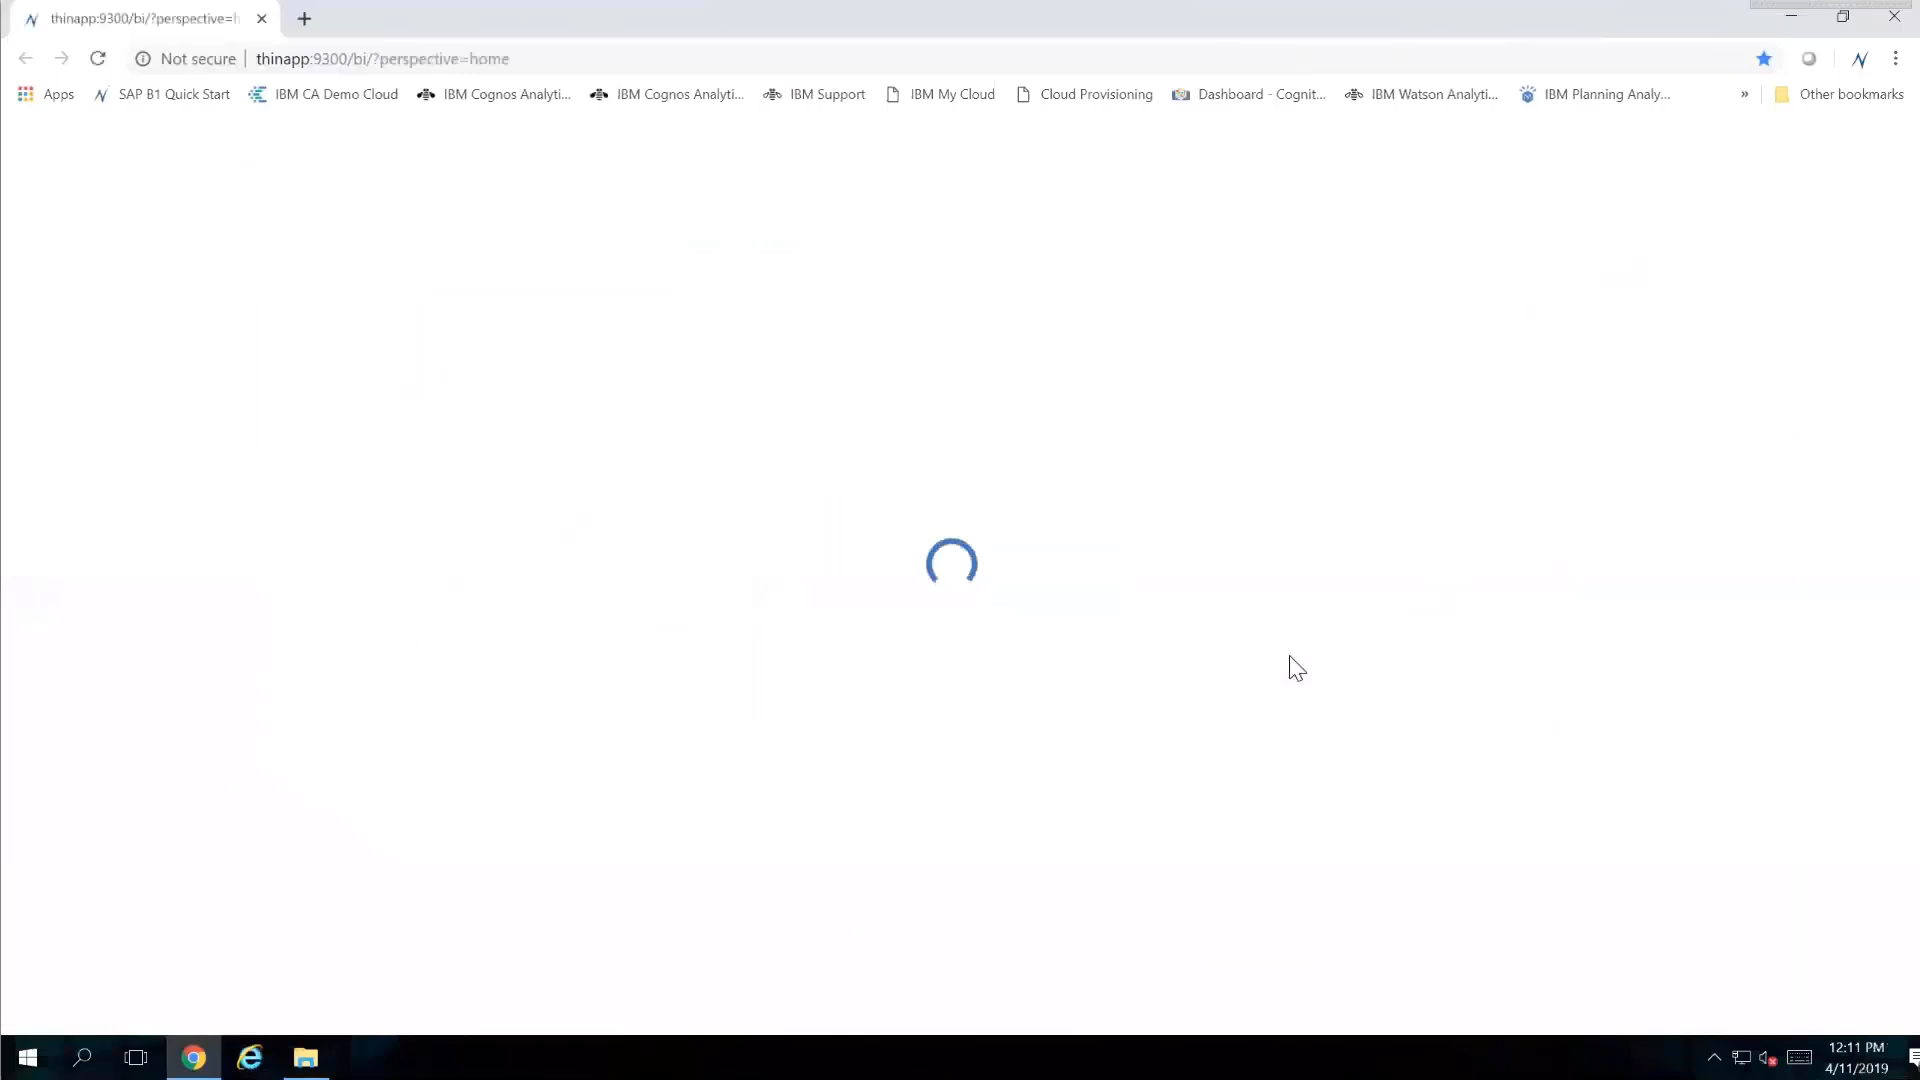 thinapp:9300/bi/?perspective=h
Not secure thinapp:9300/bi/?perspective=home
Apps SAP B1 Quick Start IBM CA Demo Cloud IBM Cognos Analyti... IBM Cognos Analyti... IBM Support IBM My Cloud Cloud Provisioning Dashboard - Cognit... IBM Watson Analyti... IBM Planning Analy... » Other bookmarks
12:11 PM
4/11/2019